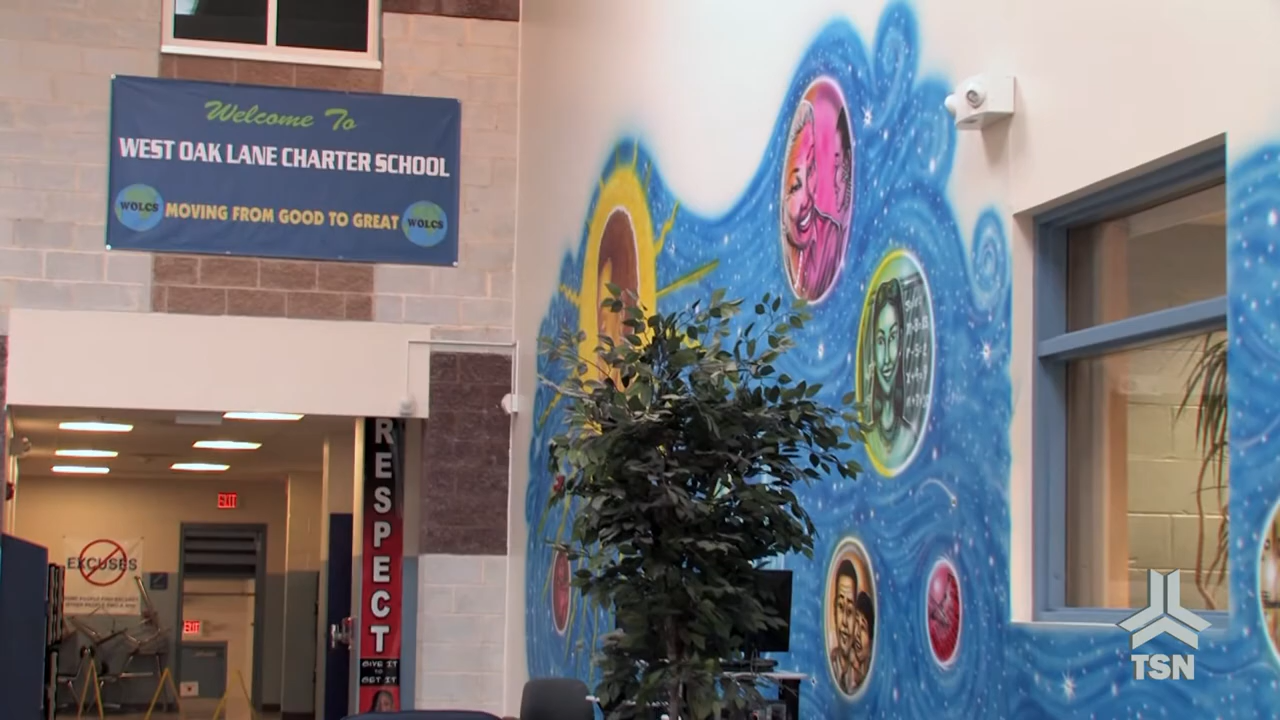 Welcome To
WEST OAK LANE CHARTER SCHOOL
WOLCS
MOVING FROM GOOD TO GREAT
WOLCS
RESPECT
GIVE IT
TO
GET IT
EXIT
EXCUSES
EXIT
TSN